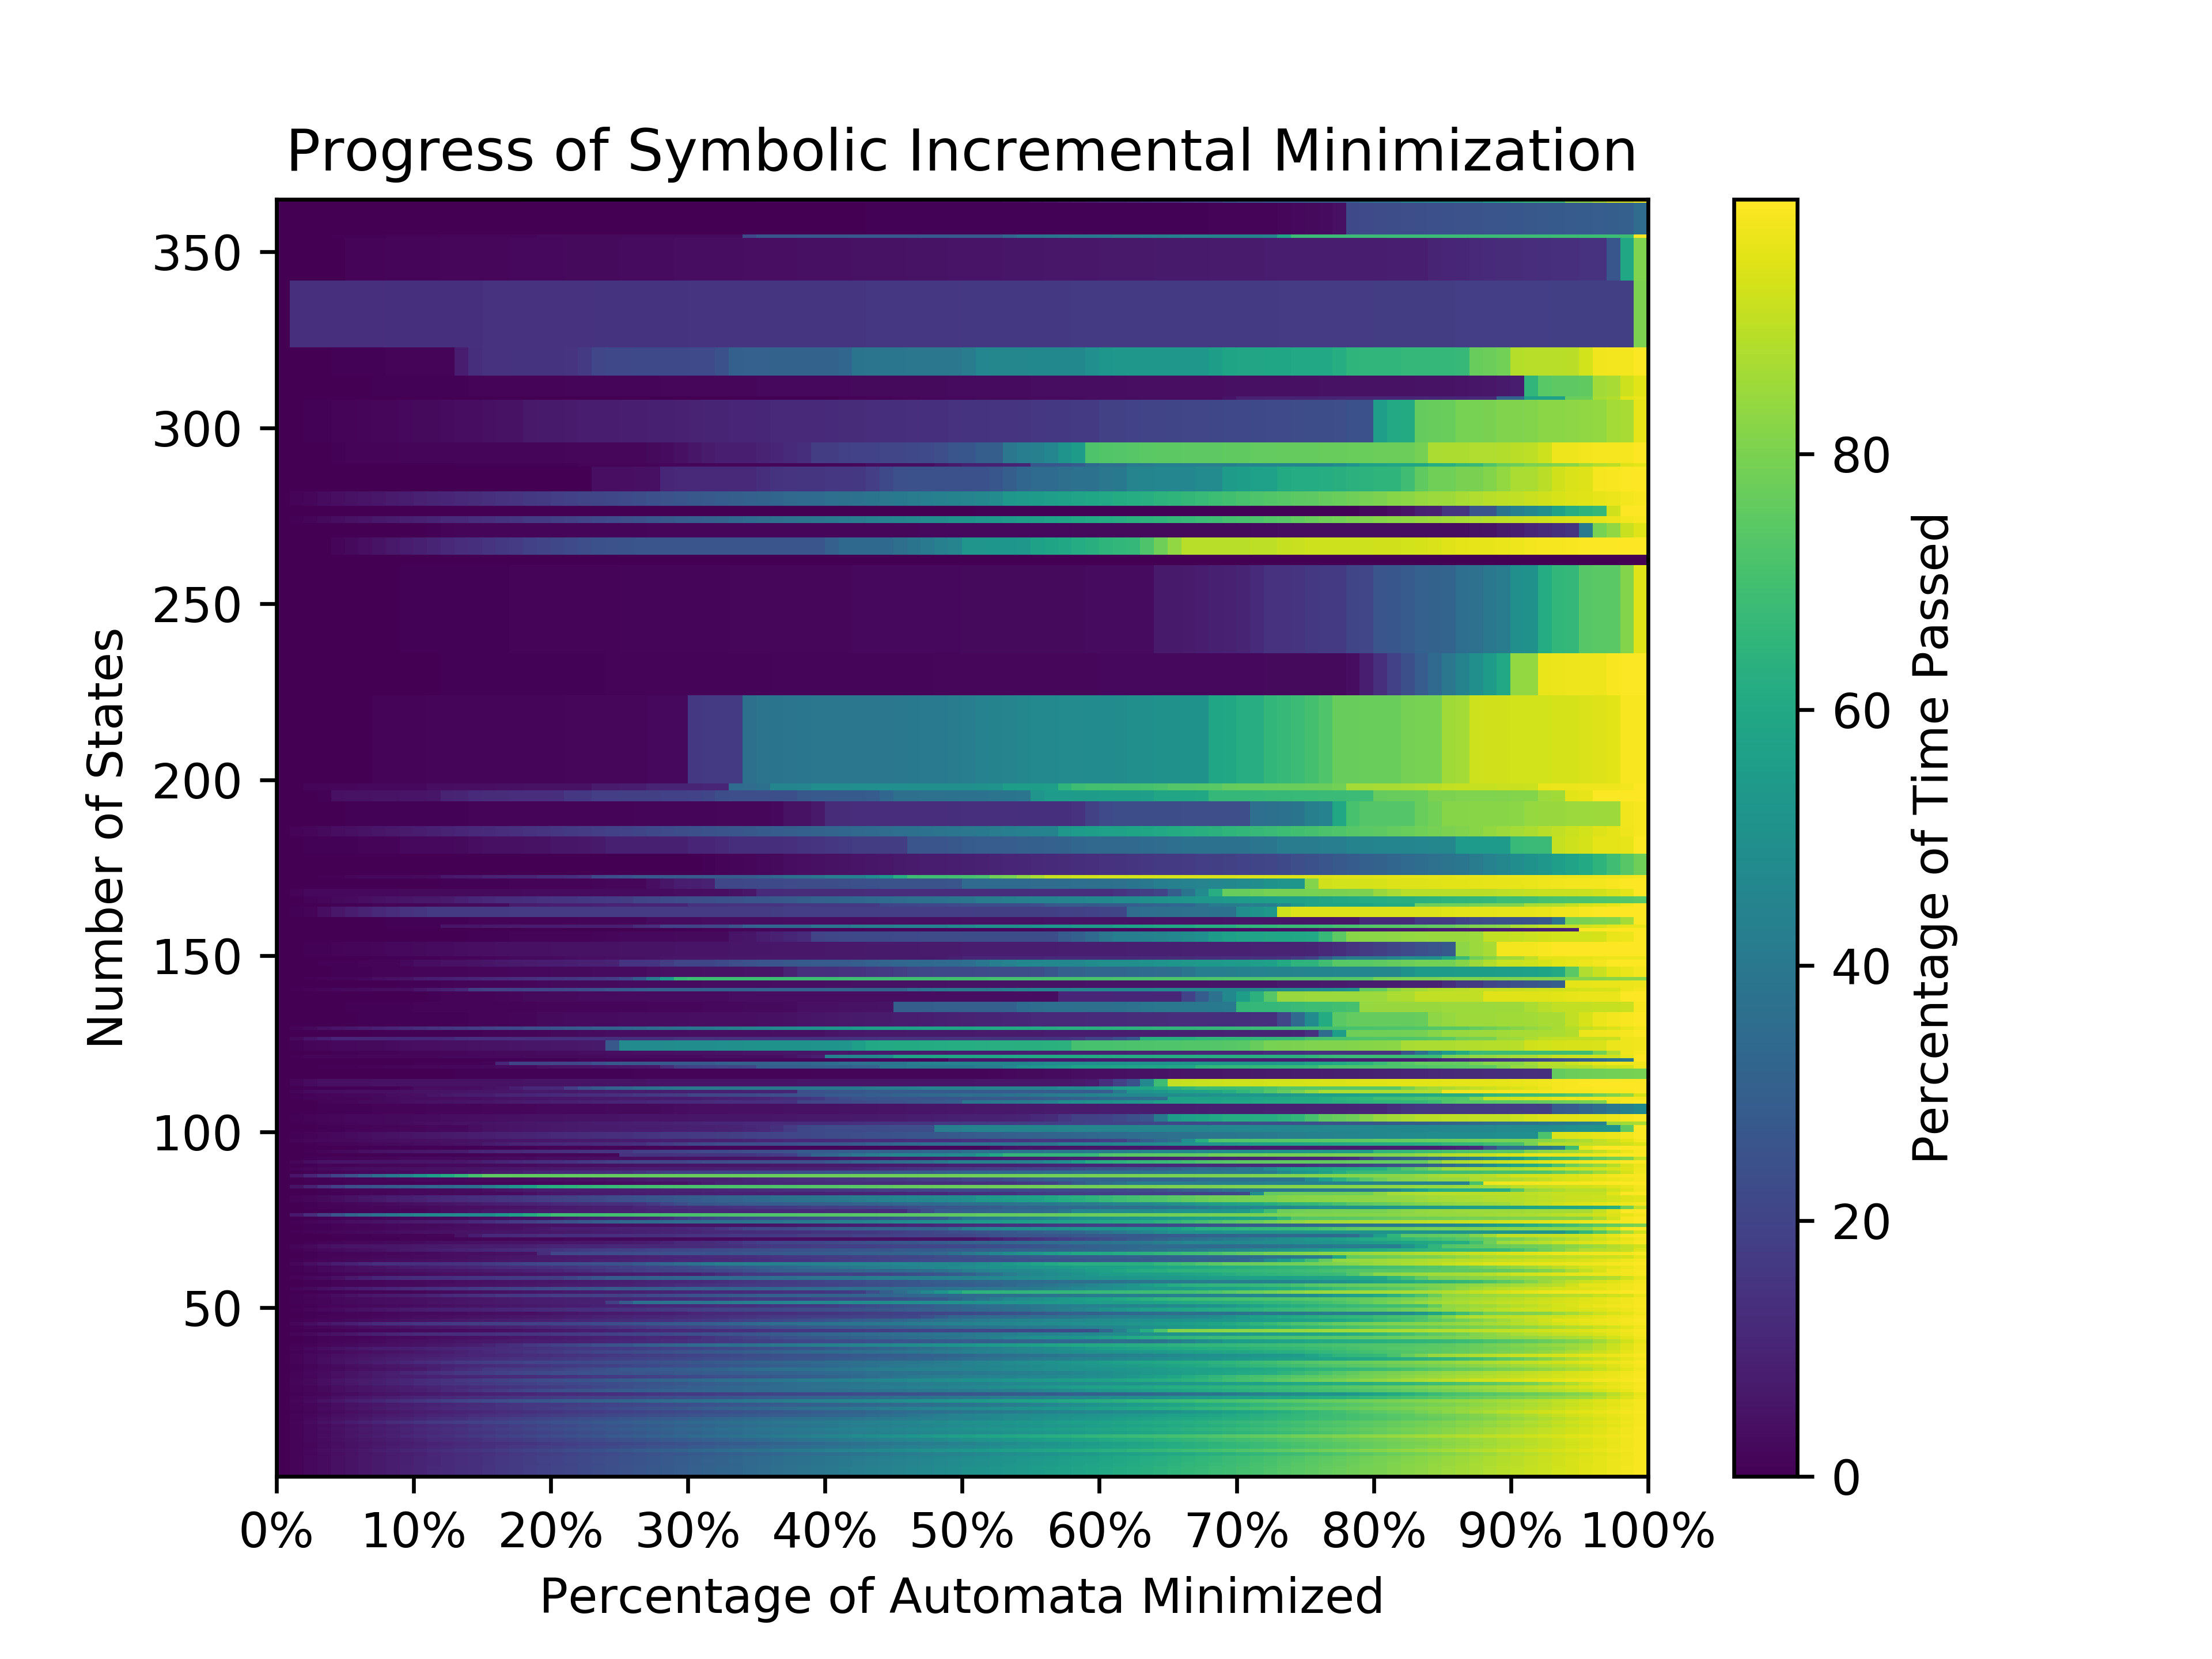 Progress of Symbolic Incremental Minimization
350
300
250
200
150
100
50
Number of States
0% 10% 20% 30% 40% 50% 60% 70% 80% 90% 100%
Percentage of Automata Minimized
80
60
40
20
0
Percentage of Time Passed